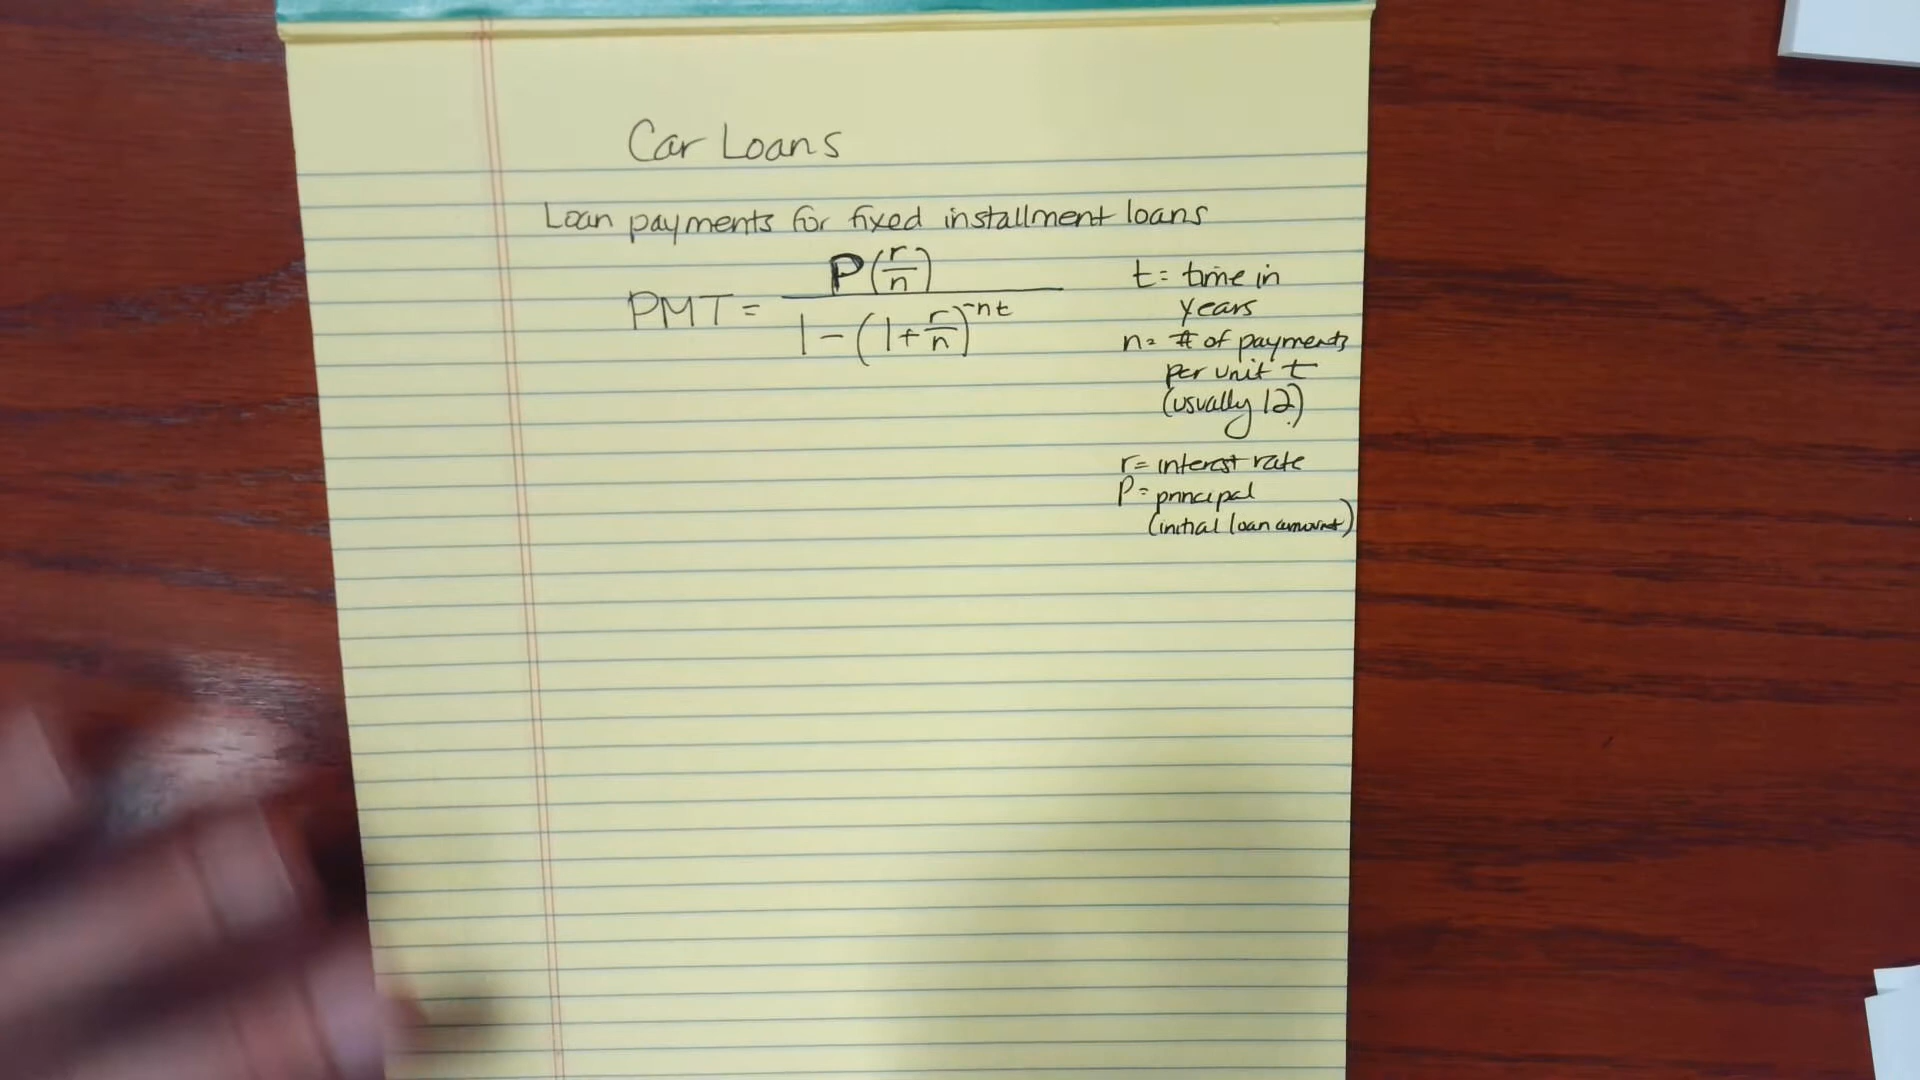 Car Loans
Loan payments for fixed installment loans
PMT = P(r/n) / 1-(1+r/n)^-nt
t= time in
years
n= # of payments
per unit t
(usually 12)
r= interest rate
P= principal
(initial loan amount)